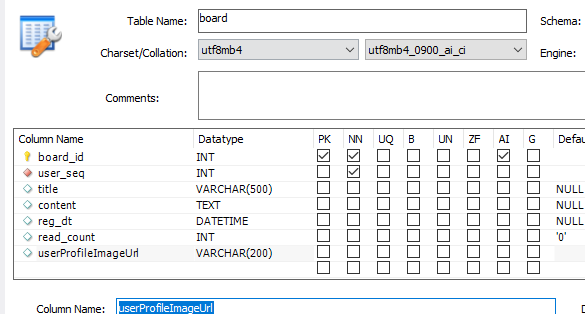 Table Name: board Schema:
Charset/Collation: utf8mb4 utf8mb4_0900_ai_ci Engine:
Comments:
Column Name Datatype PK NN UQ B UN ZF AI G Defau
board_id INT
user_seq INT
title VARCHAR(500) NULL
content TEXT NULL
reg_dt DATETIME NULL
read_count INT '0'
userProfileImageUrl VARCHAR(200)
Column Name: userProfileImageUrl D